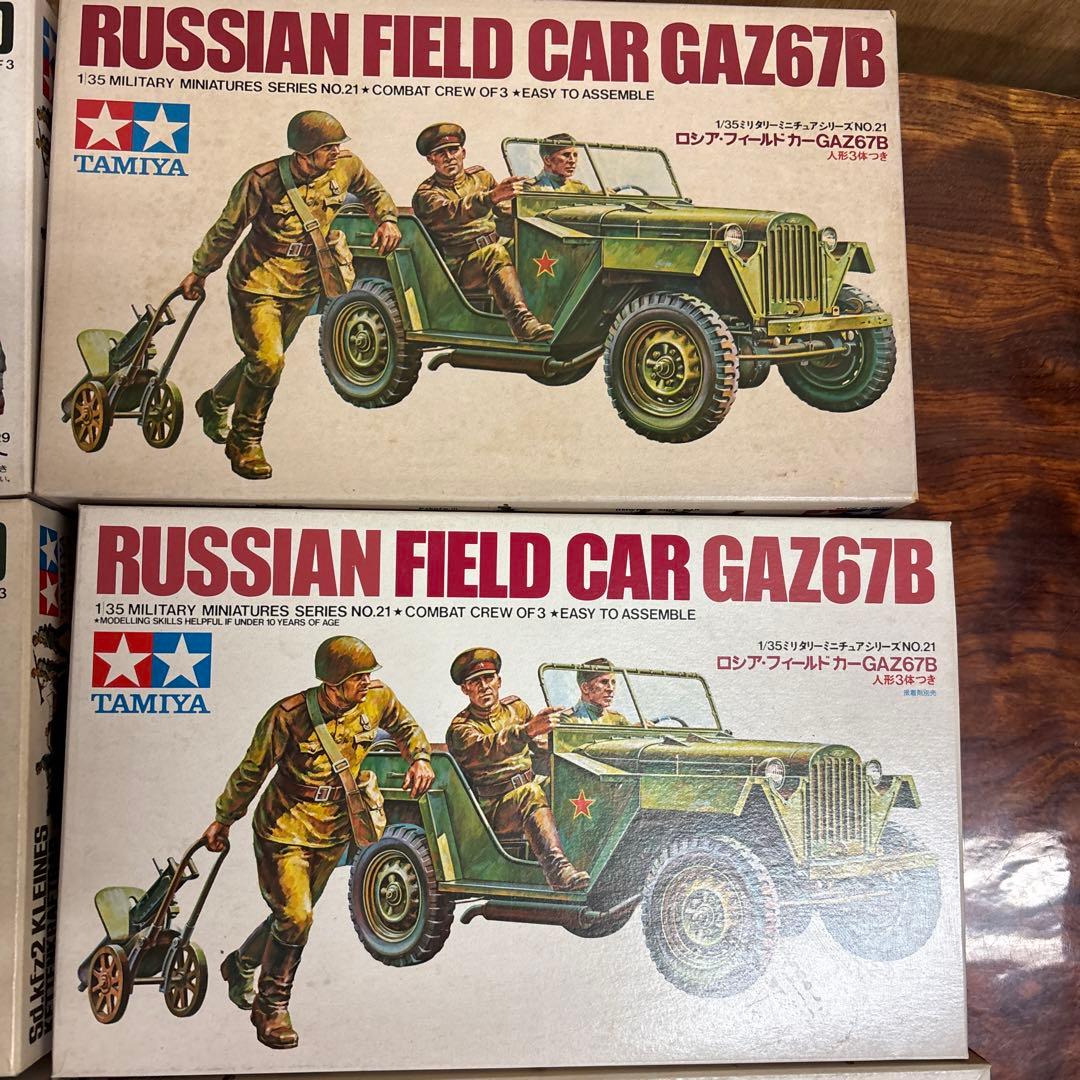 RUSSIAN FIELD CAR GAZ67B
1/35 MILITARY MINIATURES SERIES NO.21★COMBAT CREW OF 3 ★EASY TO ASSEMBLE
TAMIYA
1/35ミリタリーミニチュアシリーズNO.21
ロシア・フィールドカーGAZ67B
人形3体つき
RUSSIAN FIELD CAR GAZ67B
1/35 MILITARY MINIATURES SERIES NO.21★COMBAT CREW OF 3 ★EASY TO ASSEMBLE
★MODELLING SKILLS HELPFUL IF UNDER 10 YEARS OF AGE
TAMIYA
1/35ミリタリーミニチュアシリーズNO.21
ロシア・フィールドカーGAZ67B
人形3体つき
接着剤別売
Sd.kfz2 KLEINES